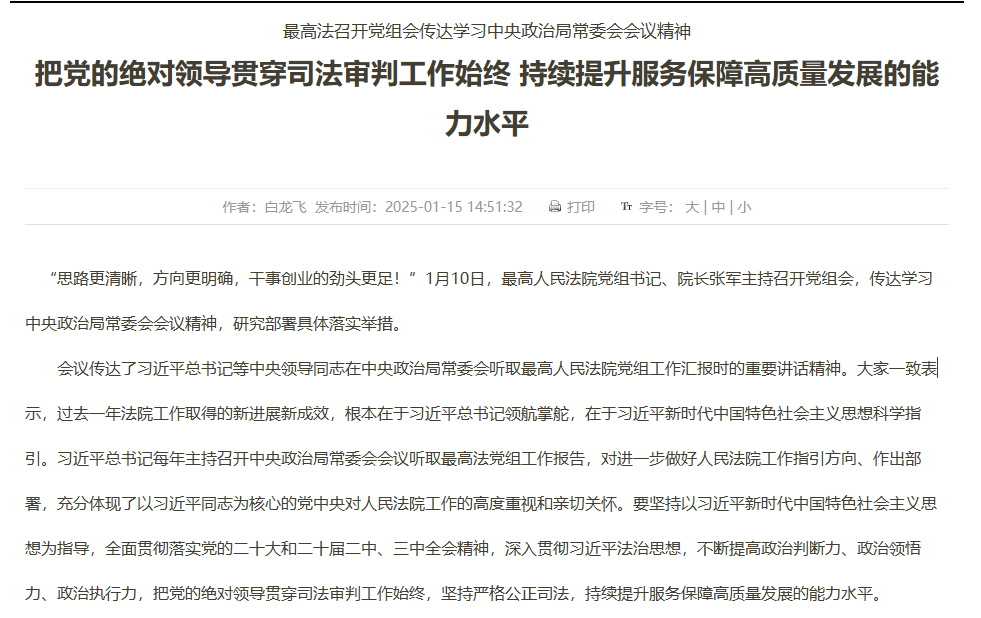 最高法召开党组会传达学习中央政治局常委会会议精神
把党的绝对领导贯穿司法审判工作始终 持续提升服务保障高质量发展的能
力水平
作者：白龙飞 发布时间：2025-01-15 14:51:32 打印 Tr 字号： 大 | 中 | 小
“思路更清晰，方向更明确，干事创业的劲头更足！”1月10日，最高人民法院党组书记、院长张军主持召开党组会，传达学习
中央政治局常委会会议精神，研究部署具体落实举措。
会议传达了习近平总书记等中央领导同志在中央政治局常委会听取最高人民法院党组工作汇报时的重要讲话精神。大家一致表
示，过去一年法院工作取得的新进展新成效，根本在于习近平总书记领航掌舵，在于习近平新时代中国特色社会主义思想科学指
引。习近平总书记每年主持召开中央政治局常委会会议听取最高法党组工作报告，对进一步做好人民法院工作指引方向、作出部
署，充分体现了以习近平同志为核心的党中央对人民法院工作的高度重视和亲切关怀。要坚持以习近平新时代中国特色社会主义思
想为指导，全面贯彻落实党的二十大和二十届二中、三中全会精神，深入贯彻习近平法治思想，不断提高政治判断力、政治领悟
力、政治执行力，把党的绝对领导贯穿司法审判工作始终，坚持严格公正司法，持续提升服务保障高质量发展的能力水平。